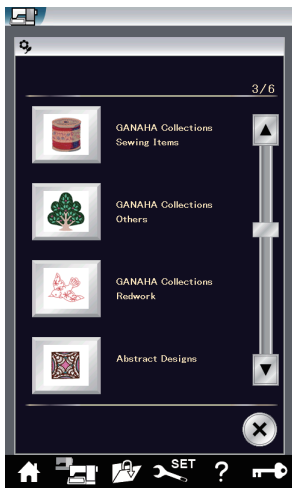 3/6
GANAHA Collections
Sewing Items
GANAHA Collections
Others
GANAHA Collections
Redwork
Abstract Designs
SET
?